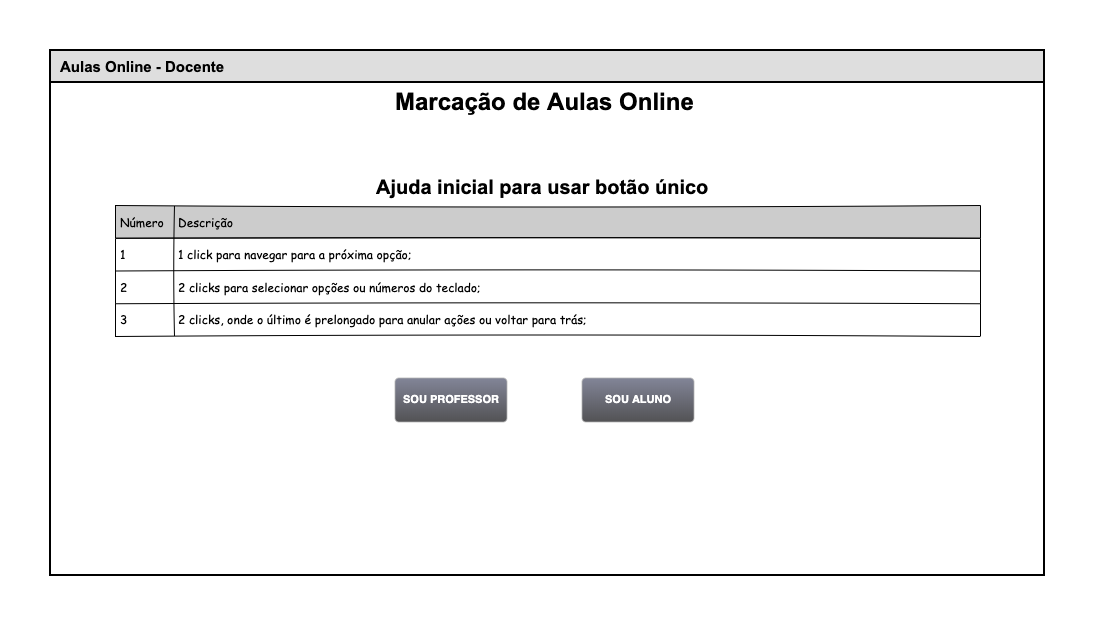 Aulas Online - Docente
Marcação de Aulas Online
Ajuda inicial para usar botão único
Número Descrição
1 1 click para navegar para a próxima opção;
2 2 clicks para selecionar opções ou números do teclado;
3 2 clicks, onde o último é prelongado para anular ações ou voltar para trás;
SOU PROFESSOR SOU ALUNO